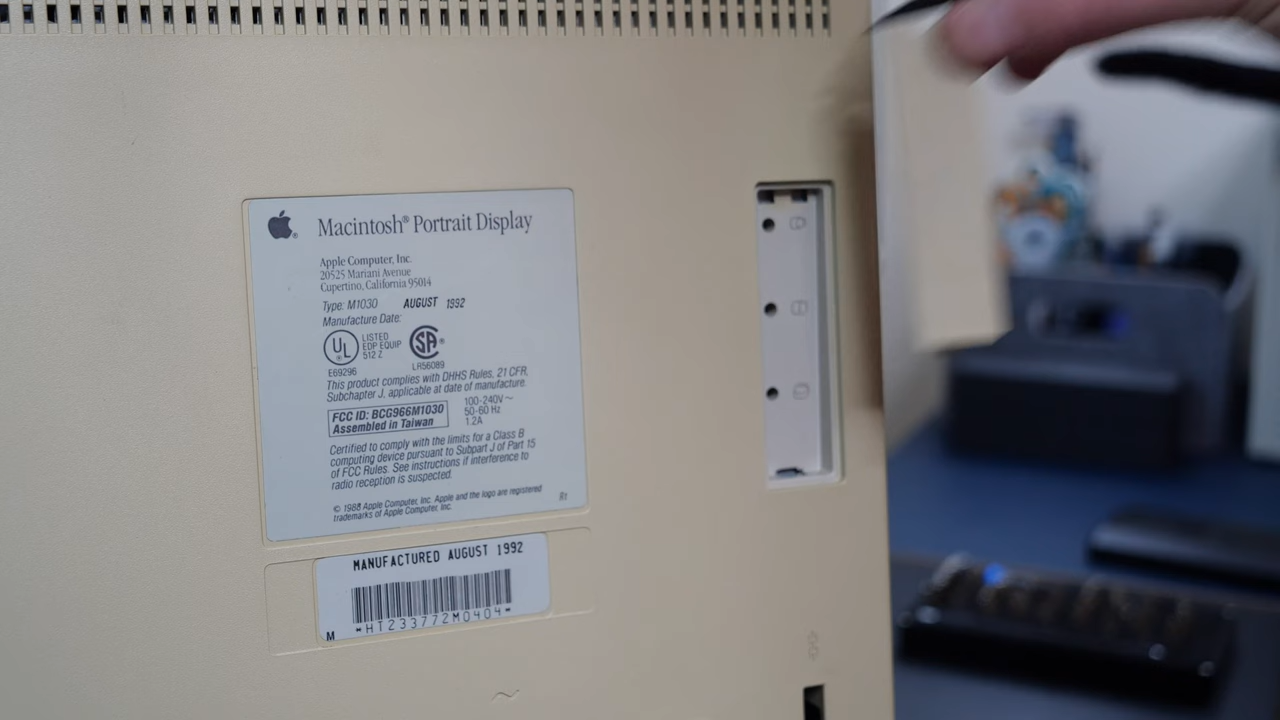 Macintosh® Portrait Display
Apple Computer, Inc.
20525 Mariani Avenue
Cupertino, California 95014
Type: M1030 AUGUST 1992
Manufacture Date:
UL® LISTED
EDP EQUIP
512 Z
E69296
SA®
LR56089
This product complies with DHHS Rules, 21 CFR,
Subchapter J, applicable at date of manufacture.
FCC ID: BCG966M1030
Assembled in Taiwan
100-240V ~
50-60 Hz
1.2A
Certified to comply with the limits for a Class B
computing device pursuant to Subpart J of Part 15
of FCC Rules. See instructions if interference to
radio reception is suspected.
© 1988 Apple Computer, Inc. Apple and the logo are registered
trademarks of Apple Computer, Inc.
MANUFACTURED AUGUST 1992
M *HT233772M0404*